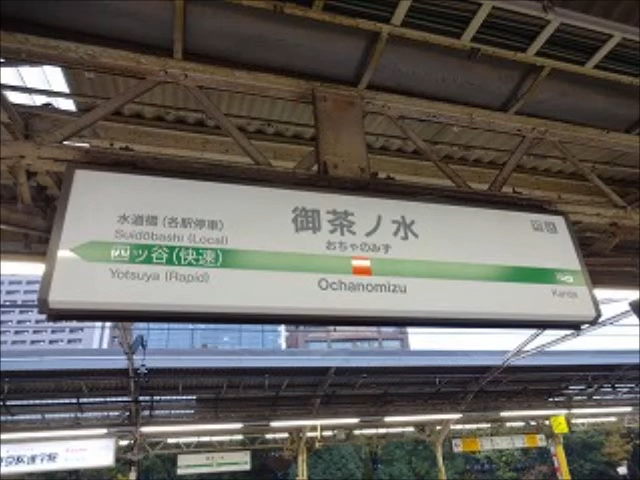 水道橋（各駅停車）
Suidōbashi (Local)
四ッ谷（快速）
Yotsuya (Rapid)
御茶ノ水
おちゃのみず
Ochanomizu
Kanda